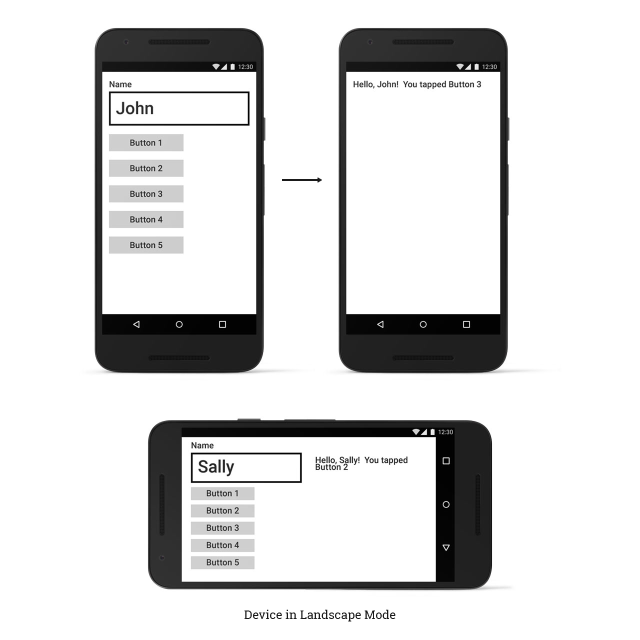 12:30
Name
John
Button 1
Button 2
Button 3
Button 4
Button 5
12:30
Hello, John!  You tapped Button 3
12:30
Name
Sally
Hello, Sally!  You tapped
Button 2
Button 1
Button 2
Button 3
Button 4
Button 5
Device in Landscape Mode